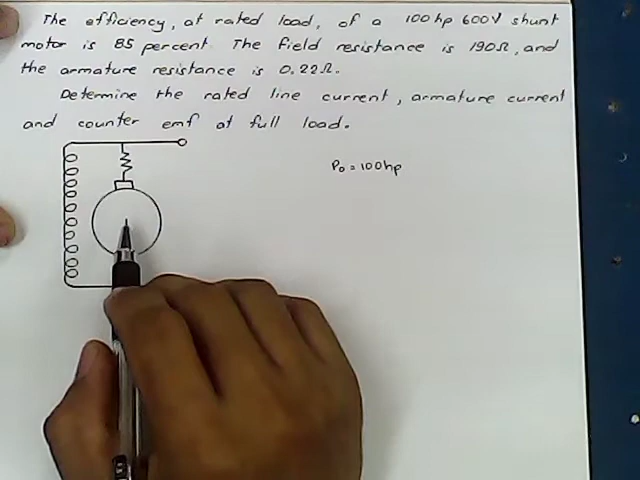 The efficiency, at rated load, of a 100hp 600V shunt
motor is 85 percent. The field resistance is 190Ω, and
the armature resistance is 0.22Ω.
Determine the rated line current, armature current
and counter emf at full load.
Po = 100hp